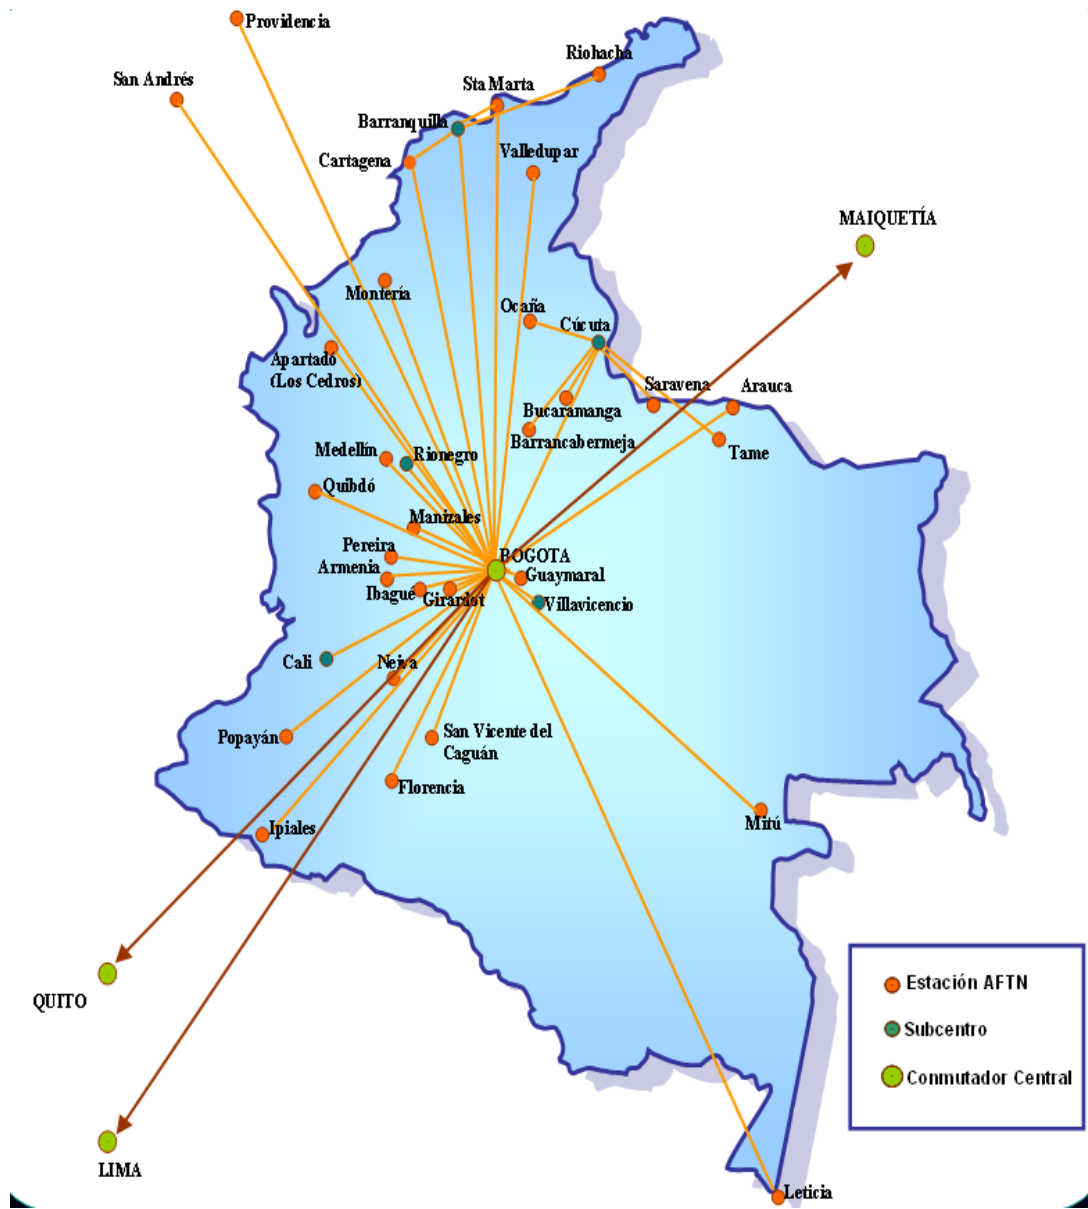 Providencia
Riohacha
San Andrés
Sta Marta
Barranquilla
Cartagena
Valledupar
MAIQUETÍA
Montería
Ocaña
Cúcuta
Apartadó
(Los Cedros)
Saravena
Arauca
Bucaramanga
Barrancabermeja
Medellín
Rionegro
Tame
Quibdó
Manizales
Pereira
BOGOTA
Armenia
Guaymaral
Ibagué
Girardot
Villavicencio
Cali
Neiva
Popayán
San Vicente del
Caguán
Florencia
Ipiales
Mitú
QUITO
Estación AFTN
Subcentro
Conmutador Central
LIMA
Leticia